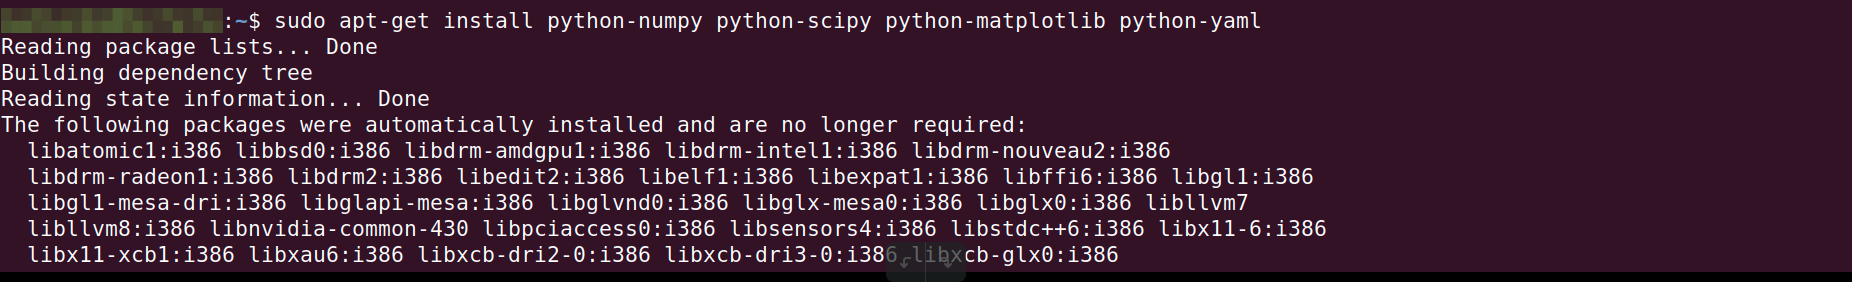 :~$ sudo apt-get install python-numpy python-scipy python-matplotlib python-yaml
Reading package lists... Done
Building dependency tree
Reading state information... Done
The following packages were automatically installed and are no longer required:
  libatomic1:i386 libbsd0:i386 libdrm-amdgpu1:i386 libdrm-intel1:i386 libdrm-nouveau2:i386
  libdrm-radeon1:i386 libdrm2:i386 libedit2:i386 libelf1:i386 libexpat1:i386 libffi6:i386 libgl1:i386
  libgl1-mesa-dri:i386 libglapi-mesa:i386 libglvnd0:i386 libglx-mesa0:i386 libglx0:i386 libllvm7
  libllvm8:i386 libnvidia-common-430 libpciaccess0:i386 libsensors4:i386 libstdc++6:i386 libx11-6:i386
  libx11-xcb1:i386 libxau6:i386 libxcb-dri2-0:i386 libxcb-dri3-0:i386 libxcb-glx0:i386